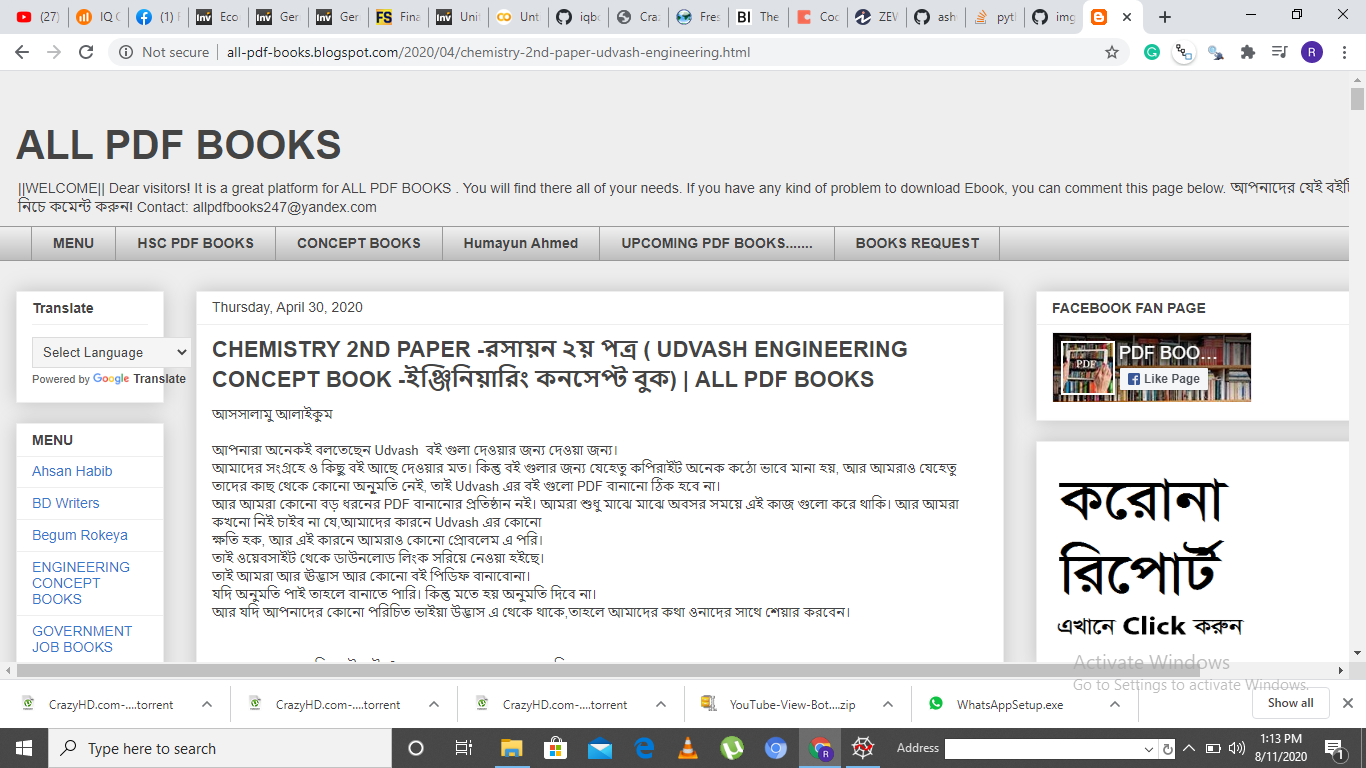 (27)
IQ
(1) F
Eco
Ger
Ger
Fina
Unit
Unt
iqb
Cra
Fres
The
Coc
ZEV
ash
pyt
img
Not secure
all-pdf-books.blogspot.com/2020/04/chemistry-2nd-paper-udvash-engineering.html
R
ALL PDF BOOKS
||WELCOME|| Dear visitors! It is a great platform for ALL PDF BOOKS . You will find there all of your needs. If you have any kind of problem to download Ebook, you can comment this page below. আপনাদের যেই বইটি
নিচে কমেন্ট করুন! Contact: allpdfbooks247@yandex.com
MENU
HSC PDF BOOKS
CONCEPT BOOKS
Humayun Ahmed
UPCOMING PDF BOOKS.......
BOOKS REQUEST
Translate
Select Language
Powered by Google Translate
MENU
Ahsan Habib
BD Writers
Begum Rokeya
ENGINEERING
CONCEPT
BOOKS
GOVERNMENT
JOB BOOKS
Thursday, April 30, 2020
CHEMISTRY 2ND PAPER -রসায়ন ২য় পত্র ( UDVASH ENGINEERING
CONCEPT BOOK -ইঞ্জিনিয়ারিং কনসেপ্ট বুক) | ALL PDF BOOKS
আসসালামু আলাইকুম
আপনারা অনেকই বলতেছেন Udvash বই গুলা দেওয়ার জন্য দেওয়া জন্য।
আমাদের সংগ্রহে ও কিছু বই আছে দেওয়ার মত। কিন্তু বই গুলার জন্য যেহেতু কপিরাইট অনেক কঠো ভাবে মানা হয়, আর আমরাও যেহেতু
তাদের কাছ থেকে কোনো অনুমতি নেই, তাই Udvash এর বই গুলো PDF বানানো ঠিক হবে না।
আর আমরা কোনো বড় ধরনের PDF বানানোর প্রতিষ্ঠান নই। আমরা শুধু মাঝে মাঝে অবসর সময়ে এই কাজ গুলো করে থাকি। আর আমরা
কখনো নিই চাইব না যে,আমাদের কারনে Udvash এর কোনো
ক্ষতি হক, আর এই কারনে আমরাও কোনো প্রোবলেম এ পরি।
তাই ওয়েবসাইট থেকে ডাউনলোড লিংক সরিয়ে নেওয়া হইছে।
তাই আমরা আর ঊদ্ভাস আর কোনো বই পিডিফ বানাবোনা।
যদি অনুমতি পাই তাহলে বানাতে পারি। কিন্তু মতে হয় অনুমতি দিবে না।
আর যদি আপনাদের কোনো পরিচিত ভাইয়া উদ্ভাস এ থেকে থাকে,তাহলে আমাদের কথা ওনাদের সাথে শেয়ার করবেন।
FACEBOOK FAN PAGE
PDF
PDF BOO...
Like Page
করোনা
রিপোর্ট
এখানে Click করুন
Activate Windows
Go to Settings to activate Windows.
CrazyHD.com-....torrent
CrazyHD.com-....torrent
CrazyHD.com-....torrent
YouTube-View-Bot....zip
WhatsAppSetup.exe
Show all
Type here to search
Address
1:13 PM
8/11/2020
1